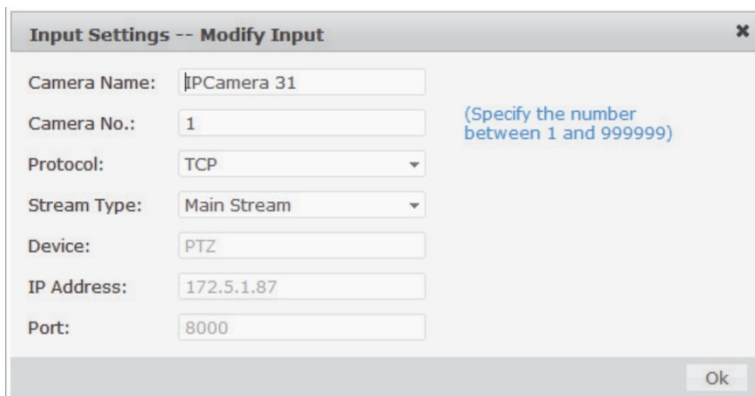 Input Settings -- Modify Input
Camera Name: IPCamera 31
Camera No.: 1 (Specify the number
between 1 and 999999)
Protocol: TCP
Stream Type: Main Stream
Device: PTZ
IP Address: 172.5.1.87
Port: 8000
Ok